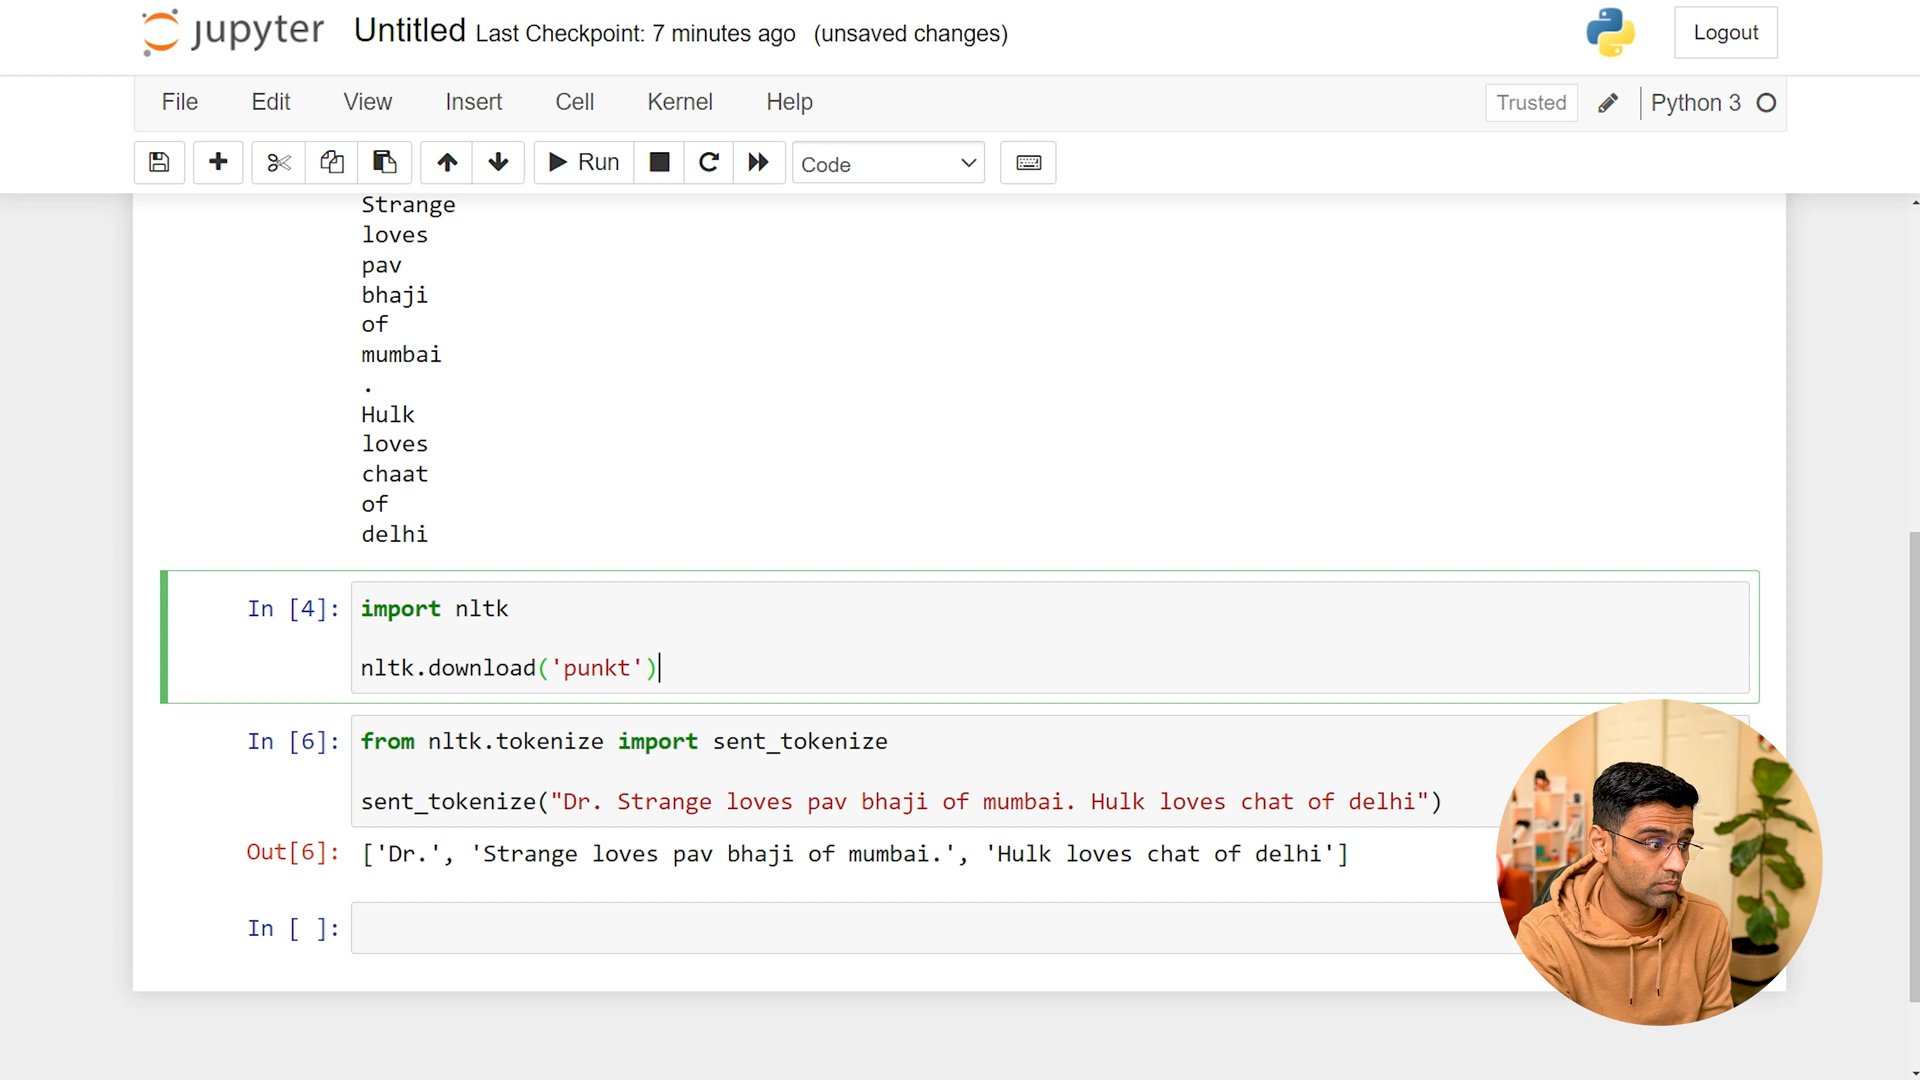 jupyter Untitled Last Checkpoint: 7 minutes ago (unsaved changes) Logout
File Edit View Insert Cell Kernel Help Trusted Python 3
Run Code
Strange
loves
pav
bhaji
of
mumbai
.
Hulk
loves
chaat
of
delhi
In [4]: import nltk
nltk.download('punkt')
In [6]: from nltk.tokenize import sent_tokenize
sent_tokenize("Dr. Strange loves pav bhaji of mumbai. Hulk loves chat of delhi")
Out[6]: ['Dr.', 'Strange loves pav bhaji of mumbai.', 'Hulk loves chat of delhi']
In [ ]: